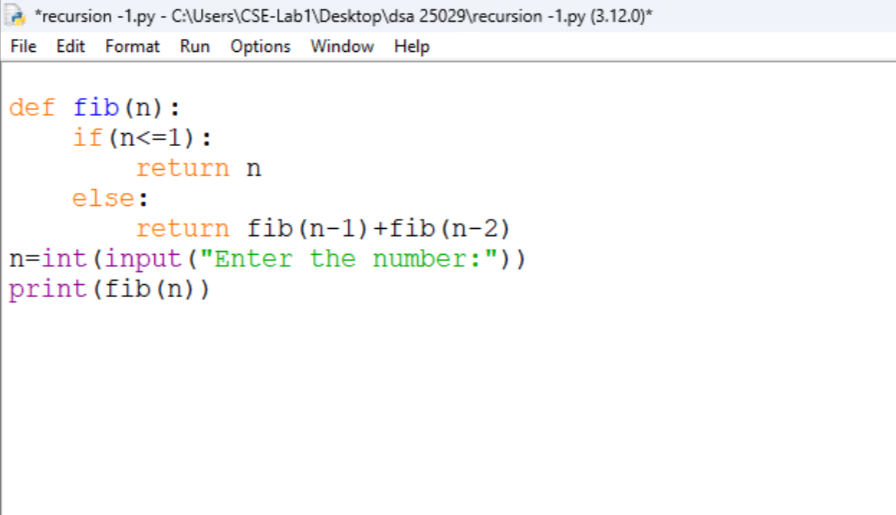 *recursion -1.py - C:\Users\CSE-Lab1\Desktop\dsa 25029\recursion -1.py (3.12.0)*
File Edit Format Run Options Window Help
def fib(n):
    if(n<=1):
        return n
    else:
        return fib(n-1)+fib(n-2)
n=int(input("Enter the number:"))
print(fib(n))